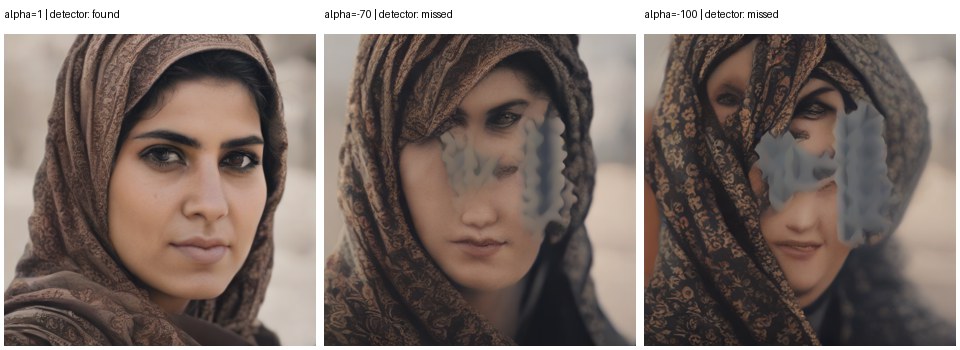 alpha=1 | detector: found
alpha=-70 | detector: missed
alpha=-100 | detector: missed